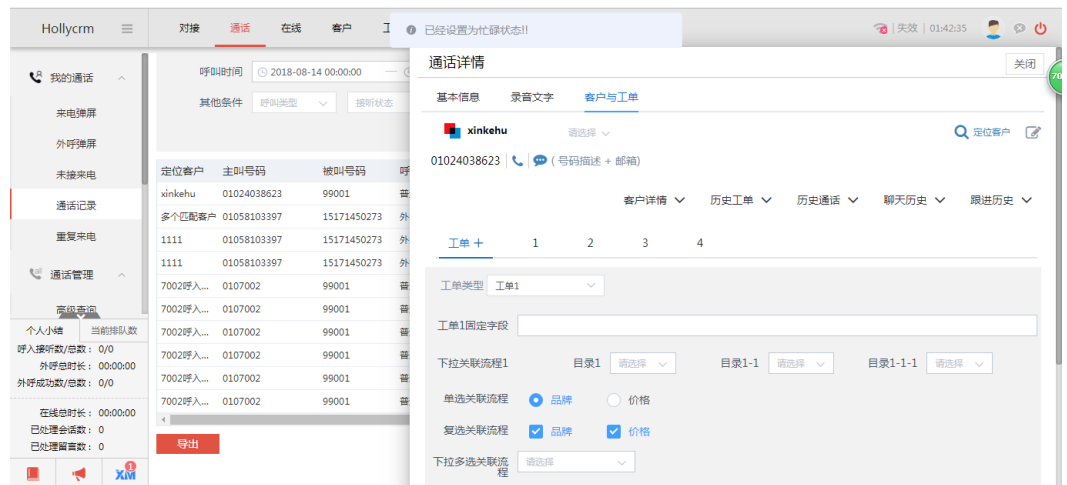 Hollycrm
对接 通话 在线 客户 工
已经设置为忙碌状态!!
失效 | 01:42:35
我的通话
来电弹屏
外呼弹屏
未接来电
通话记录
重复来电
通话管理
高级查询
个人小结 当前排队数
呼入接听数/总数: 0/0
外呼总时长: 00:00:00
外呼成功数/总数: 0/0
在线总时长: 00:00:00
已处理会话数: 0
已处理留言数: 0
XM 1
呼叫时间 2018-08-14 00:00:00 —
其他条件 呼叫类型 接听状态
定位客户 主叫号码 被叫号码 呼
xinkehu 01024038623 99001 普
多个匹配客户 01058103397 15171450273 外
1111 01058103397 15171450273 外
1111 01058103397 15171450273 外
7002呼入... 0107002 99001 普
7002呼入... 0107002 99001 普
7002呼入... 0107002 99001 普
7002呼入... 0107002 99001 普
7002呼入... 0107002 99001 普
7002呼入... 0107002 99001 普
导出
通话详情 关闭
70
基本信息 录音文字 客户与工单
xinkehu 请选择 定位客户
01024038623 | | ( 号码描述 + 邮箱)
客户详情 历史工单 历史通话 聊天历史 跟进历史
工单 + 1 2 3 4
工单类型 工单1
工单1固定字段
下拉关联流程1 目录1 请选择 目录1-1 请选择 目录1-1-1 请选择
单选关联流程 品牌 价格
复选关联流程 品牌 价格
下拉多选关联流 请选择
程